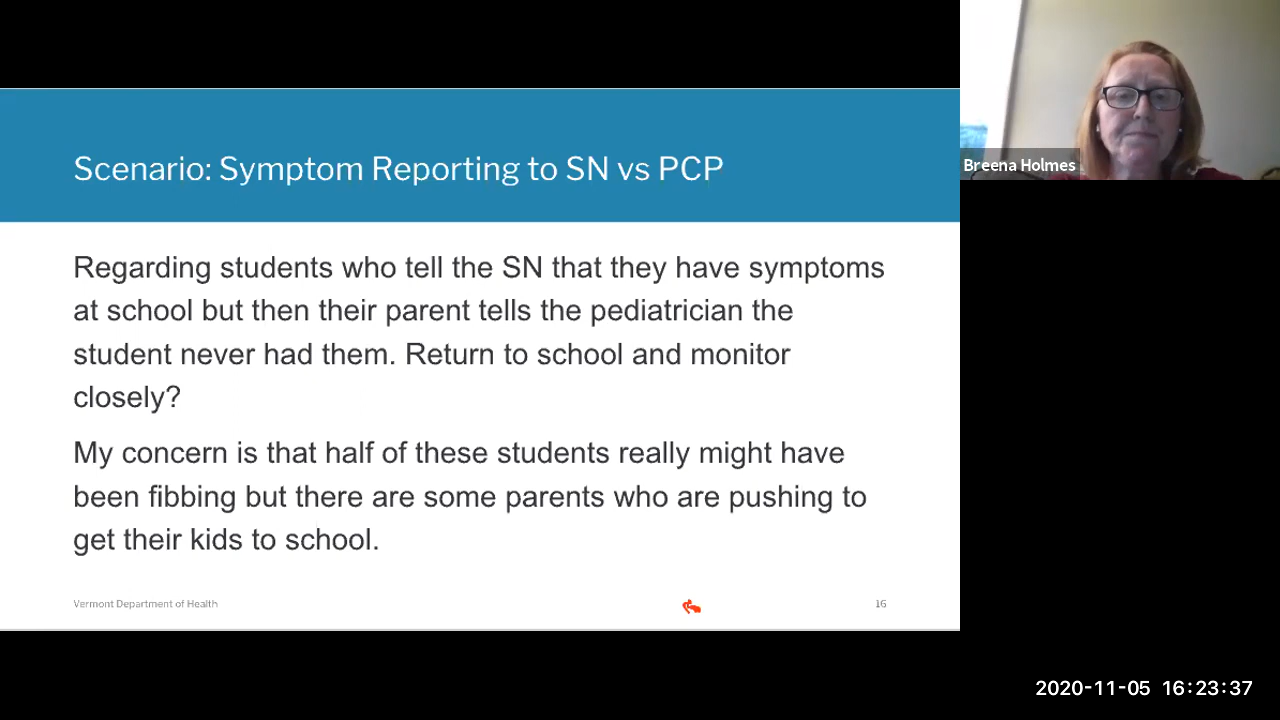 Scenario: Symptom Reporting to SN vs PCP
Breena Holmes
Regarding students who tell the SN that they have symptoms
at school but then their parent tells the pediatrician the
student never had them. Return to school and monitor
closely?
My concern is that half of these students really might have
been fibbing but there are some parents who are pushing to
get their kids to school.
Vermont Department of Health
16
2020-11-05 16:23:37